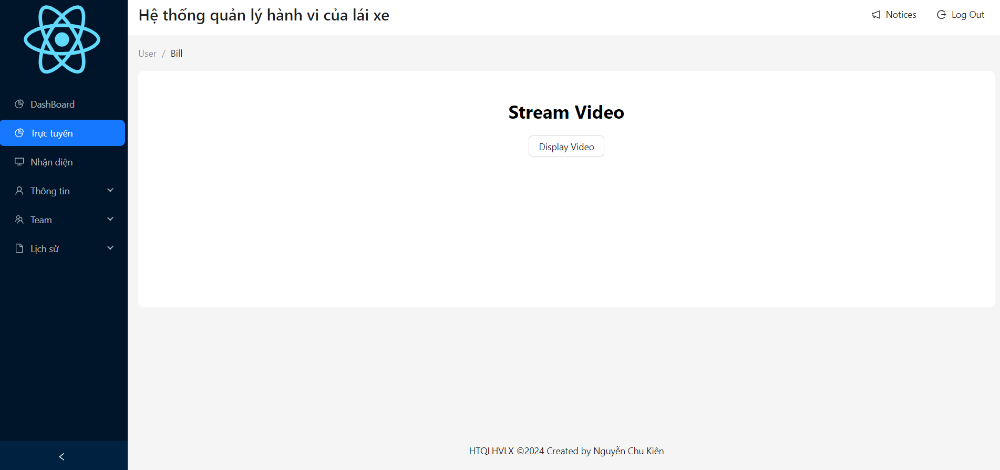 Hệ thống quản lý hành vi của lái xe
Notices
Log Out
DashBoard
Trực tuyến
Nhận diện
Thông tin
Team
Lịch sử
User / Bill
Stream Video
Display Video
HTQLHVLX ©2024 Created by Nguyễn Chu Kiên